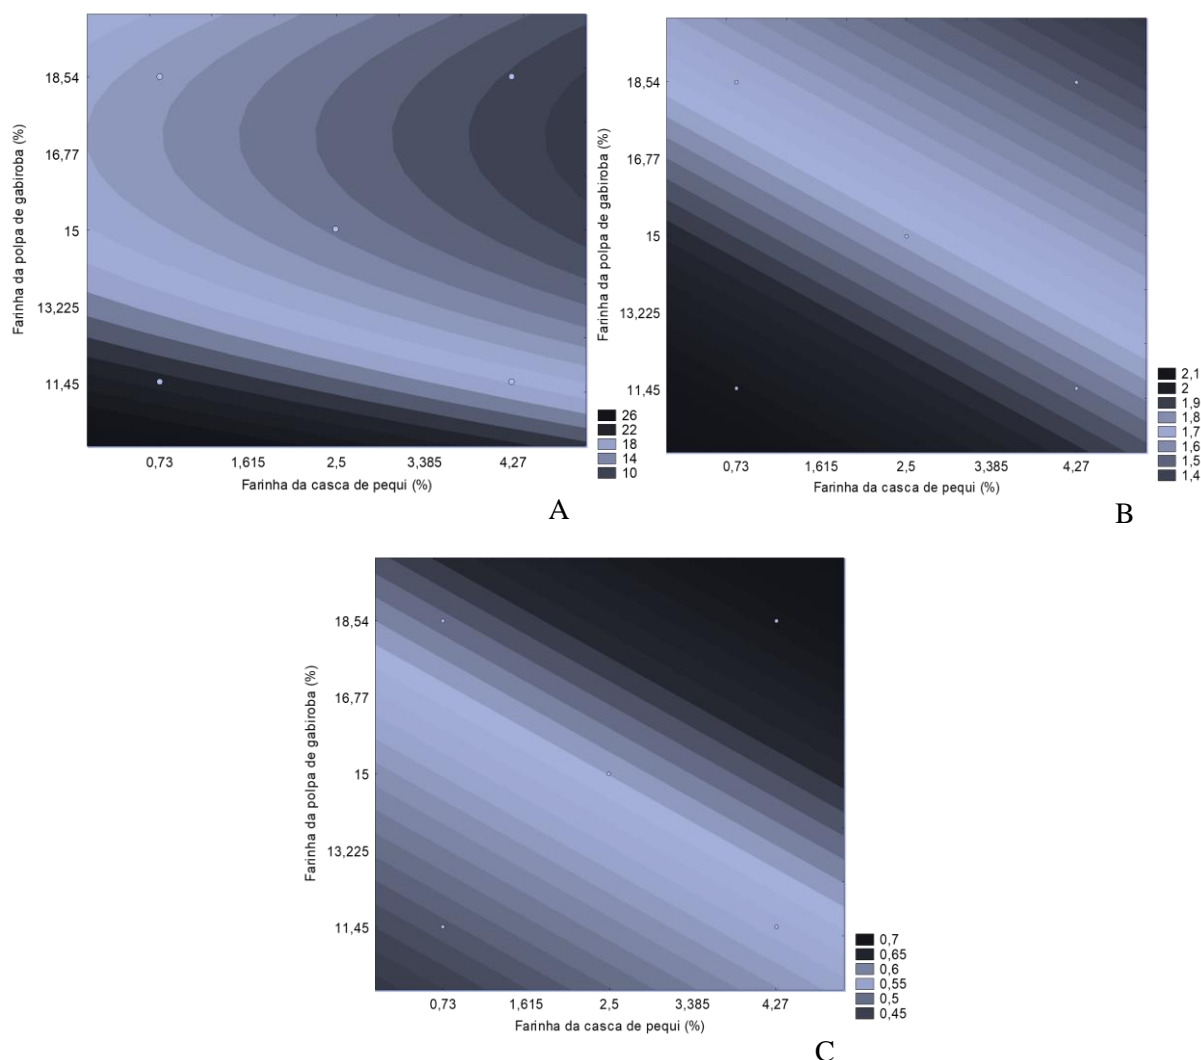 Farinha da polpa de gabiroba (%)
18,54
16,77
15
13,225
11,45
0,73 1,615 2,5 3,385 4,27
Farinha da casca de pequi (%)
26
22
18
14
10
A
Farinha da polpa de gabiroba (%)
18,54
16,77
15
13,225
11,45
0,73 1,615 2,5 3,385 4,27
Farinha da casca de pequi (%)
2,1
2
1,9
1,8
1,7
1,6
1,5
1,4
B
Farinha da polpa de gabiroba (%)
18,54
16,77
15
13,225
11,45
0,73 1,615 2,5 3,385 4,27
Farinha da casca de pequi (%)
0,7
0,65
0,6
0,55
0,5
0,45
C